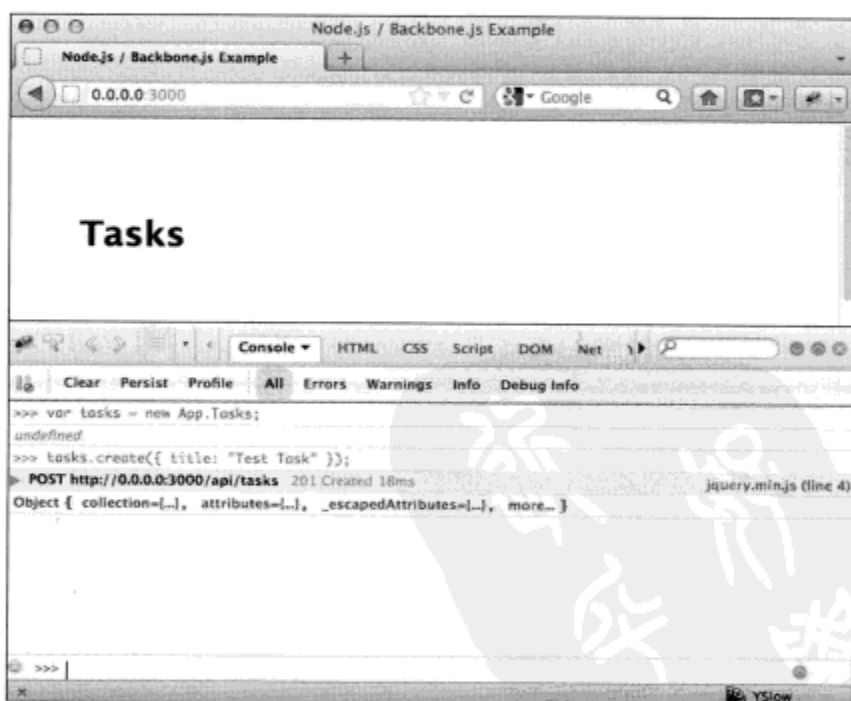 Node.js / Backbone.js Example
Node.js / Backbone.js Example +
0.0.0.0:3000 Google
Tasks
Console HTML CSS Script DOM Net
Clear Persist Profile All Errors Warnings Info Debug Info
>>> var tasks = new App.Tasks;
undefined
>>> tasks.create({ title: "Test Task" });
POST http://0.0.0.0:3000/api/tasks 201 Created 18ms jquery.min.js (line 4)
Object { collection={...}, attributes={...}, _escapedAttributes={...}, more... }
>>>
YSlow